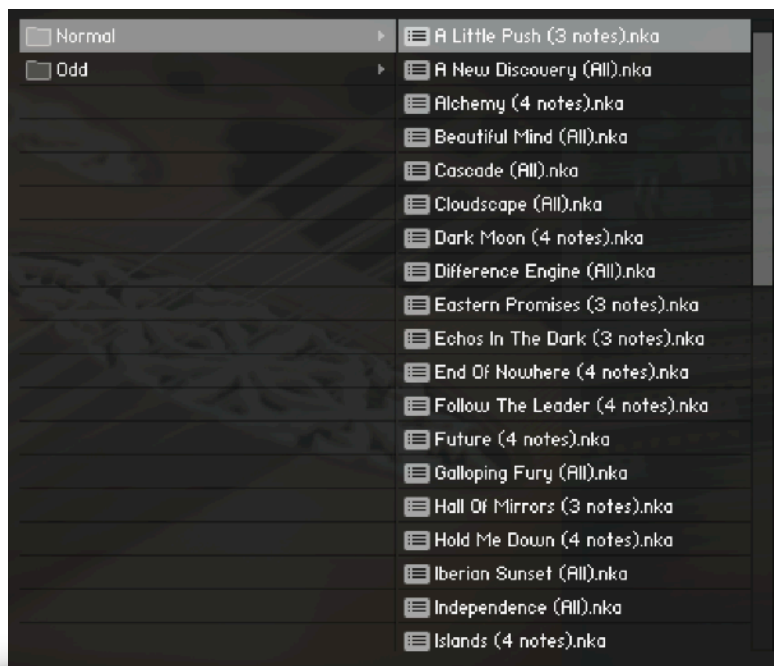 Normal
Odd
A Little Push (3 notes).nka
A New Discovery (All).nka
Alchemy (4 notes).nka
Beautiful Mind (All).nka
Cascade (All).nka
Cloudscape (All).nka
Dark Moon (4 notes).nka
Difference Engine (All).nka
Eastern Promises (3 notes).nka
Echos In The Dark (3 notes).nka
End Of Nowhere (4 notes).nka
Follow The Leader (4 notes).nka
Future (4 notes).nka
Galloping Fury (All).nka
Hall Of Mirrors (3 notes).nka
Hold Me Down (4 notes).nka
Iberian Sunset (All).nka
Independence (All).nka
Islands (4 notes).nka